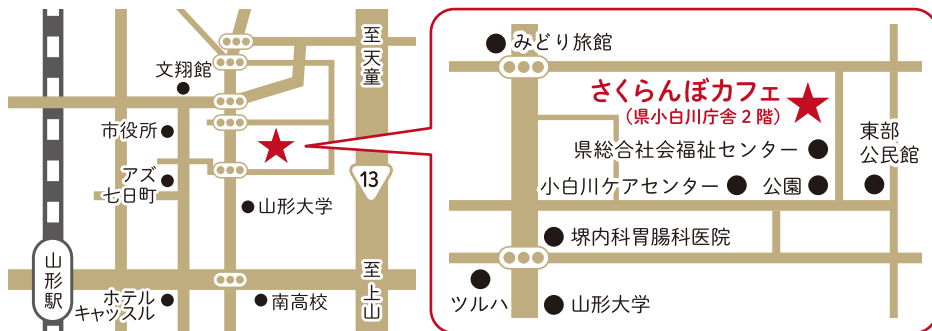 至天童
文翔館
市役所
アズ
七日町
13
山形大学
山形駅
至上山
ホテル
キャッスル
南高校
みどり旅館
さくらんぼカフェ
(県小白川庁舎2階)
東部
公民館
県総合社会福祉センター
小白川ケアセンター
公園
堺内科胃腸科医院
ツルハ
山形大学